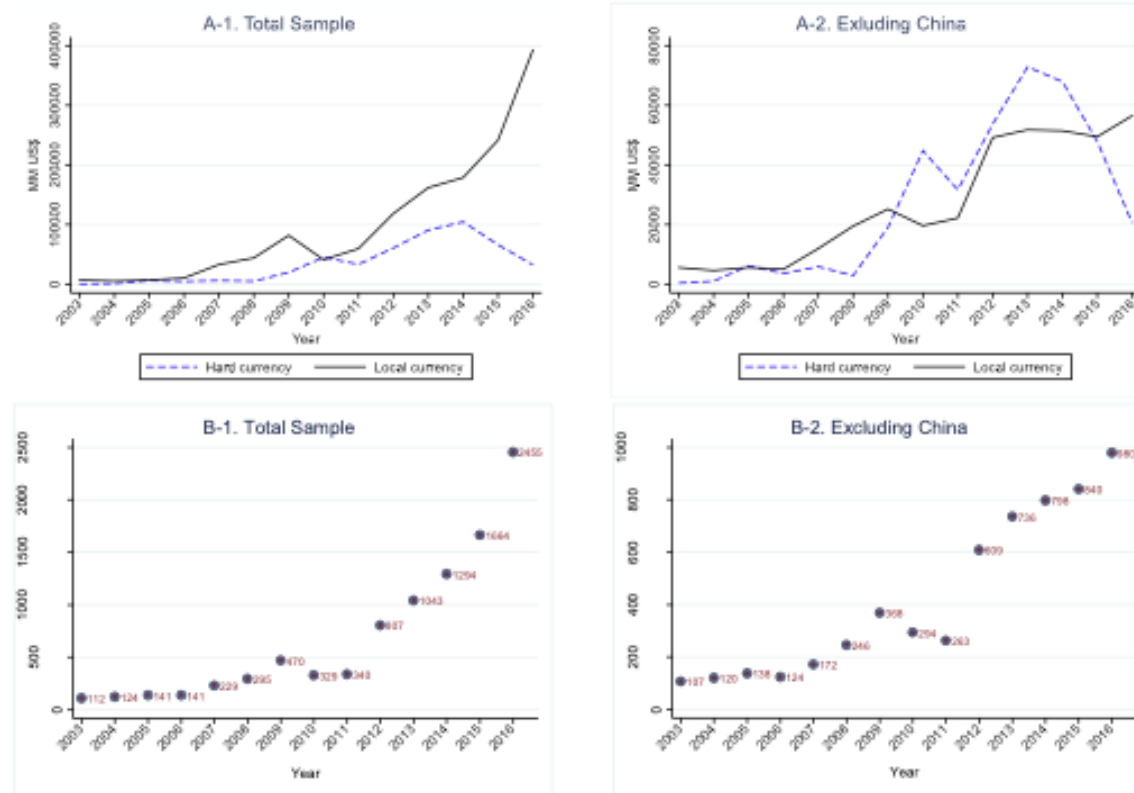 A-1. Total Sample
MM US$
400000
300000
200000
100000
0
2003 2004 2005 2006 2007 2008 2009 2010 2011 2012 2013 2014 2015 2016
Year
Hard currency Local currency
A-2. Exluding China
MM US$
80000
60000
40000
20000
0
2003 2004 2005 2006 2007 2008 2009 2010 2011 2012 2013 2014 2015 2016
Year
Hard currency Local currency
B-1. Total Sample
2500
2000
1500
1000
500
0
112 124 141 141 229 295 470 329 340 807 1043 1294 1664 2455
2003 2004 2005 2006 2007 2008 2009 2010 2011 2012 2013 2014 2015 2016
Year
B-2. Excluding China
1000
800
600
400
200
0
107 120 138 124 172 246 368 294 263 609 736 798 840 980
2003 2004 2005 2006 2007 2008 2009 2010 2011 2012 2013 2014 2015 2016
Year